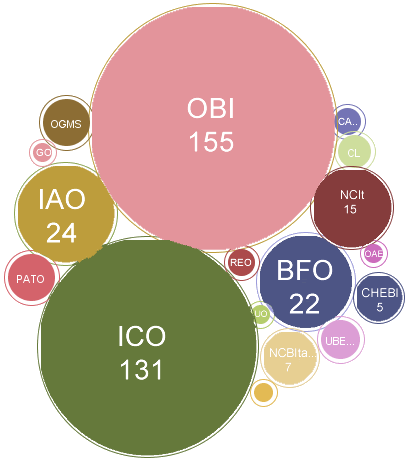 OBI
155
OGMS
CA..
GO
CL
IAO
24
NCIt
15
REO
OAE
PATO
BFO
22
CHEBI
5
UO
ICO
131
UBE...
NCBIta...
7